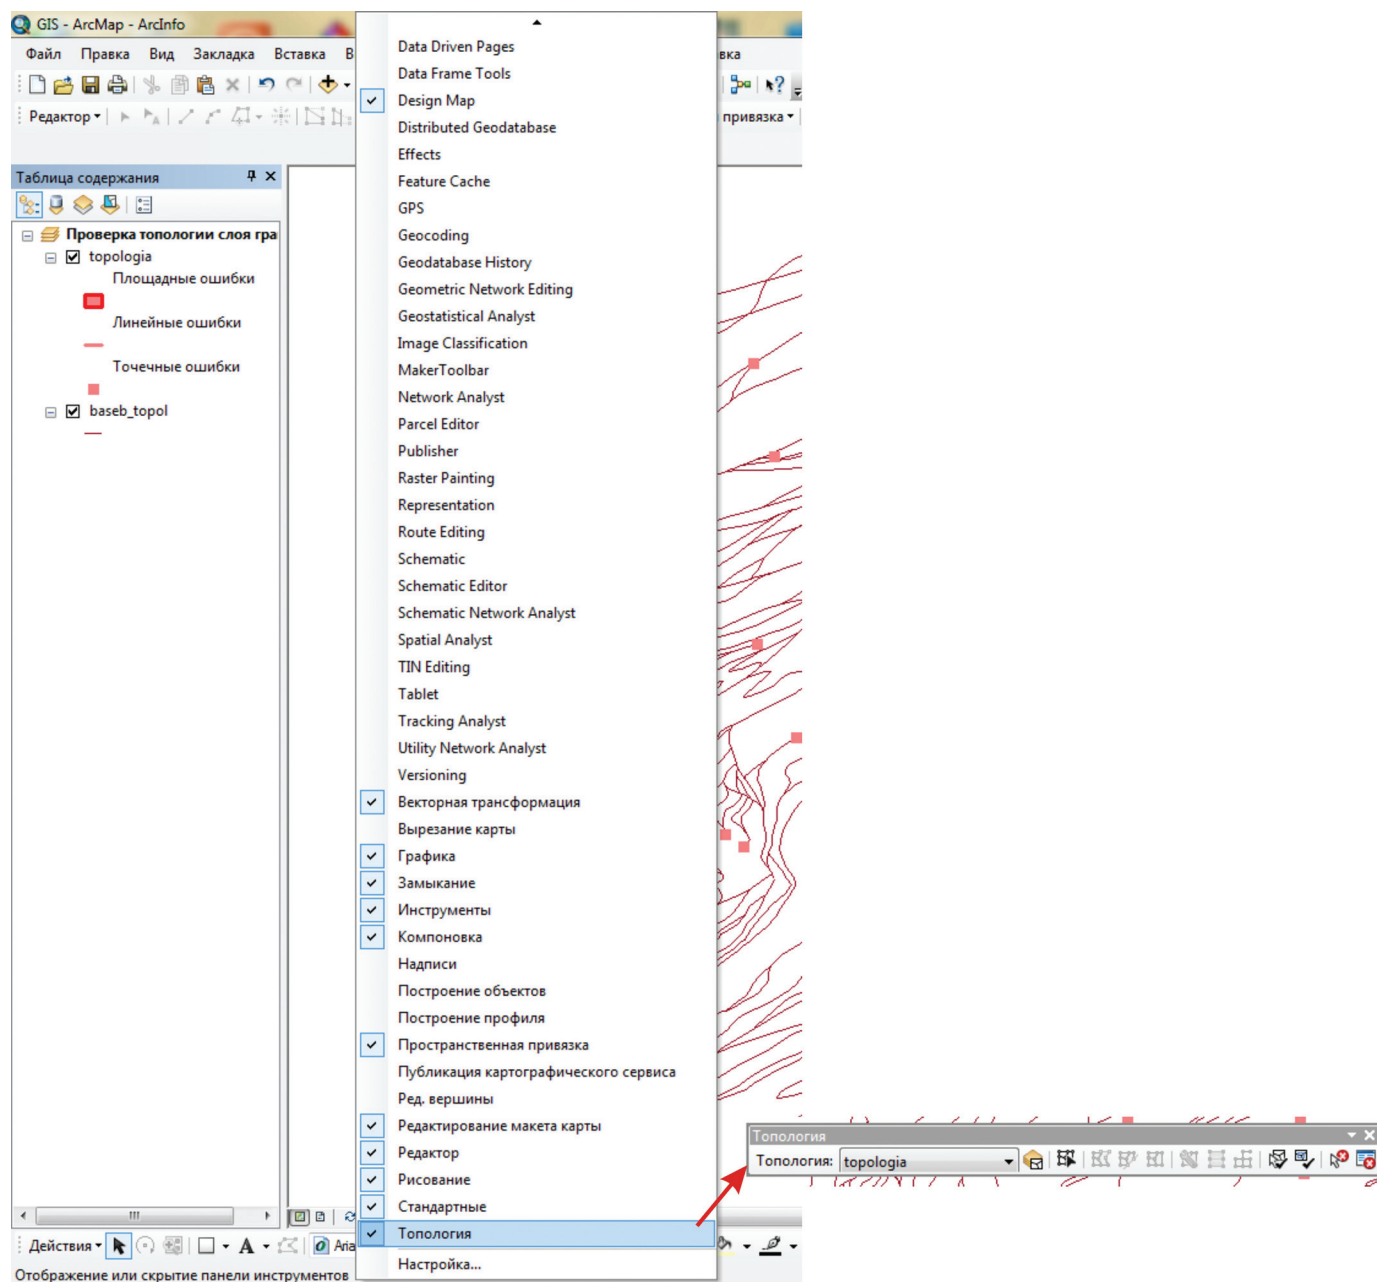 GIS - ArcMap - ArcInfo
Файл Правка Вид Закладка Вставка
Редактор
привязка
Таблица содержания
Проверка топологии слоя гра
topologia
Площадные ошибки
Линейные ошибки
Точечные ошибки
baseb_topol
Data Driven Pages
Data Frame Tools
Design Map
Distributed Geodatabase
Effects
Feature Cache
GPS
Geocoding
Geodatabase History
Geometric Network Editing
Geostatistical Analyst
Image Classification
MakerToolbar
Network Analyst
Parcel Editor
Publisher
Raster Painting
Representation
Route Editing
Schematic
Schematic Editor
Schematic Network Analyst
Spatial Analyst
TIN Editing
Tablet
Tracking Analyst
Utility Network Analyst
Versioning
Векторная трансформация
Вырезание карты
Графика
Замыкание
Инструменты
Компоновка
Надписи
Построение объектов
Построение профиля
Пространственная привязка
Публикация картографического сервиса
Ред. вершины
Редактирование макета карты
Редактор
Рисование
Стандартные
Топология
Настройка...
Топология
Топология: topologia
Действия A Aria
Отображение или скрытие панели инструментов